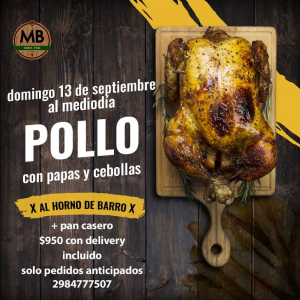 MB
domingo 13 de septiembre
al mediodia
POLLO
con papas y cebollas
X AL HORNO DE BARRO X
+ pan casero
$950 con delivery
incluido
solo pedidos anticipados
2984777507